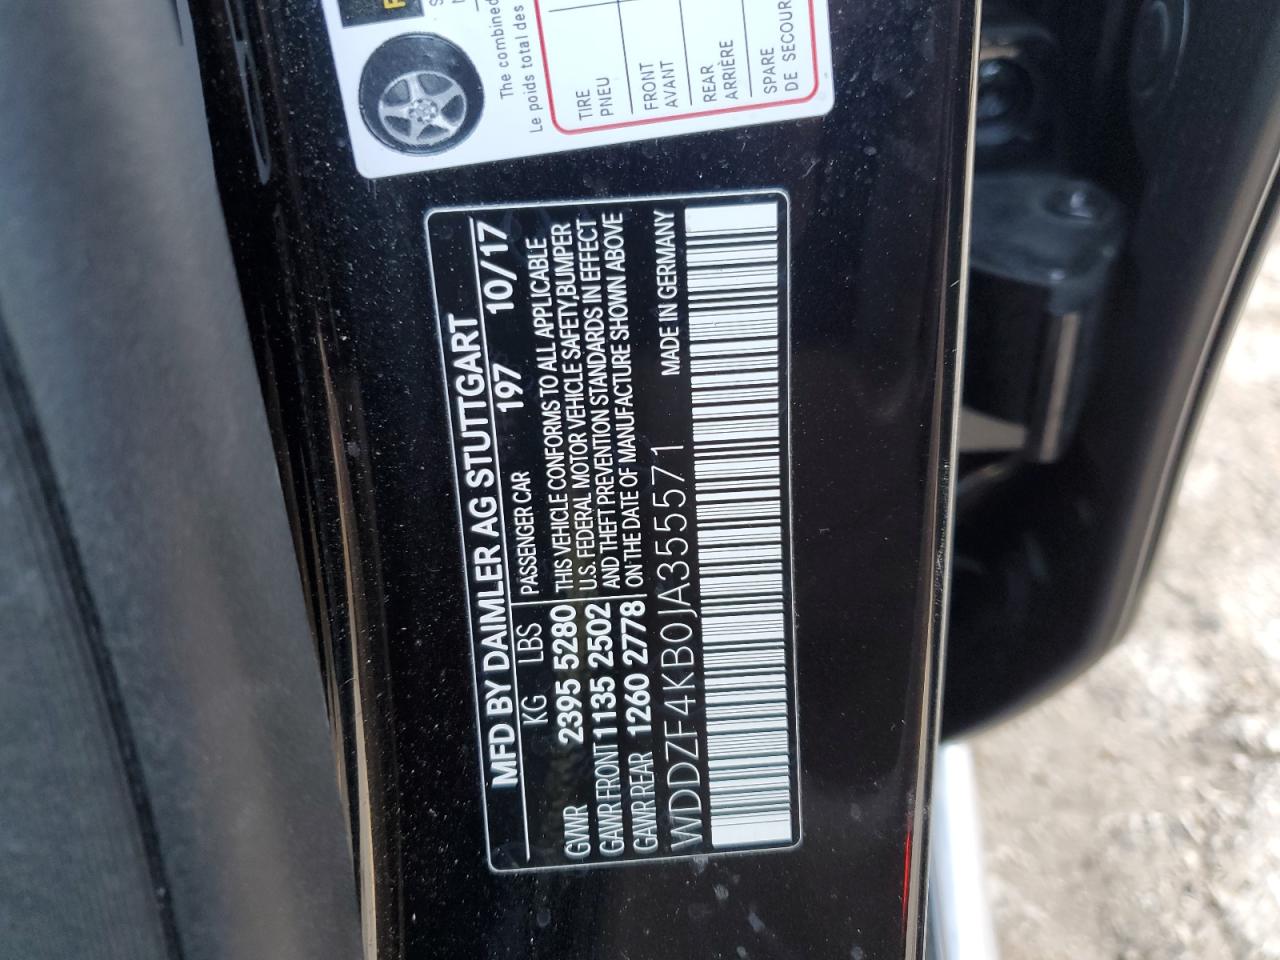 The combined
Le poids total des
TIRE
PNEU
FRONT
AVANT
REAR
ARRIÈRE
SPARE
DE SECOUR
MFD BY DAIMLER AG STUTTGART
KG LBS PASSENGER CAR 197 10/17
GWR 2395 5280 THIS VEHICLE CONFORMS TO ALL APPLICABLE
U.S. FEDERAL MOTOR VEHICLE SAFETY,BUMPER
GAWR FRONT 1135 2502 AND THEFT PREVENTION STANDARDS IN EFFECT
GAWR REAR 1260 2778 ON THE DATE OF MANUFACTURE SHOWN ABOVE
WDDZF4KB0JA355571 MADE IN GERMANY